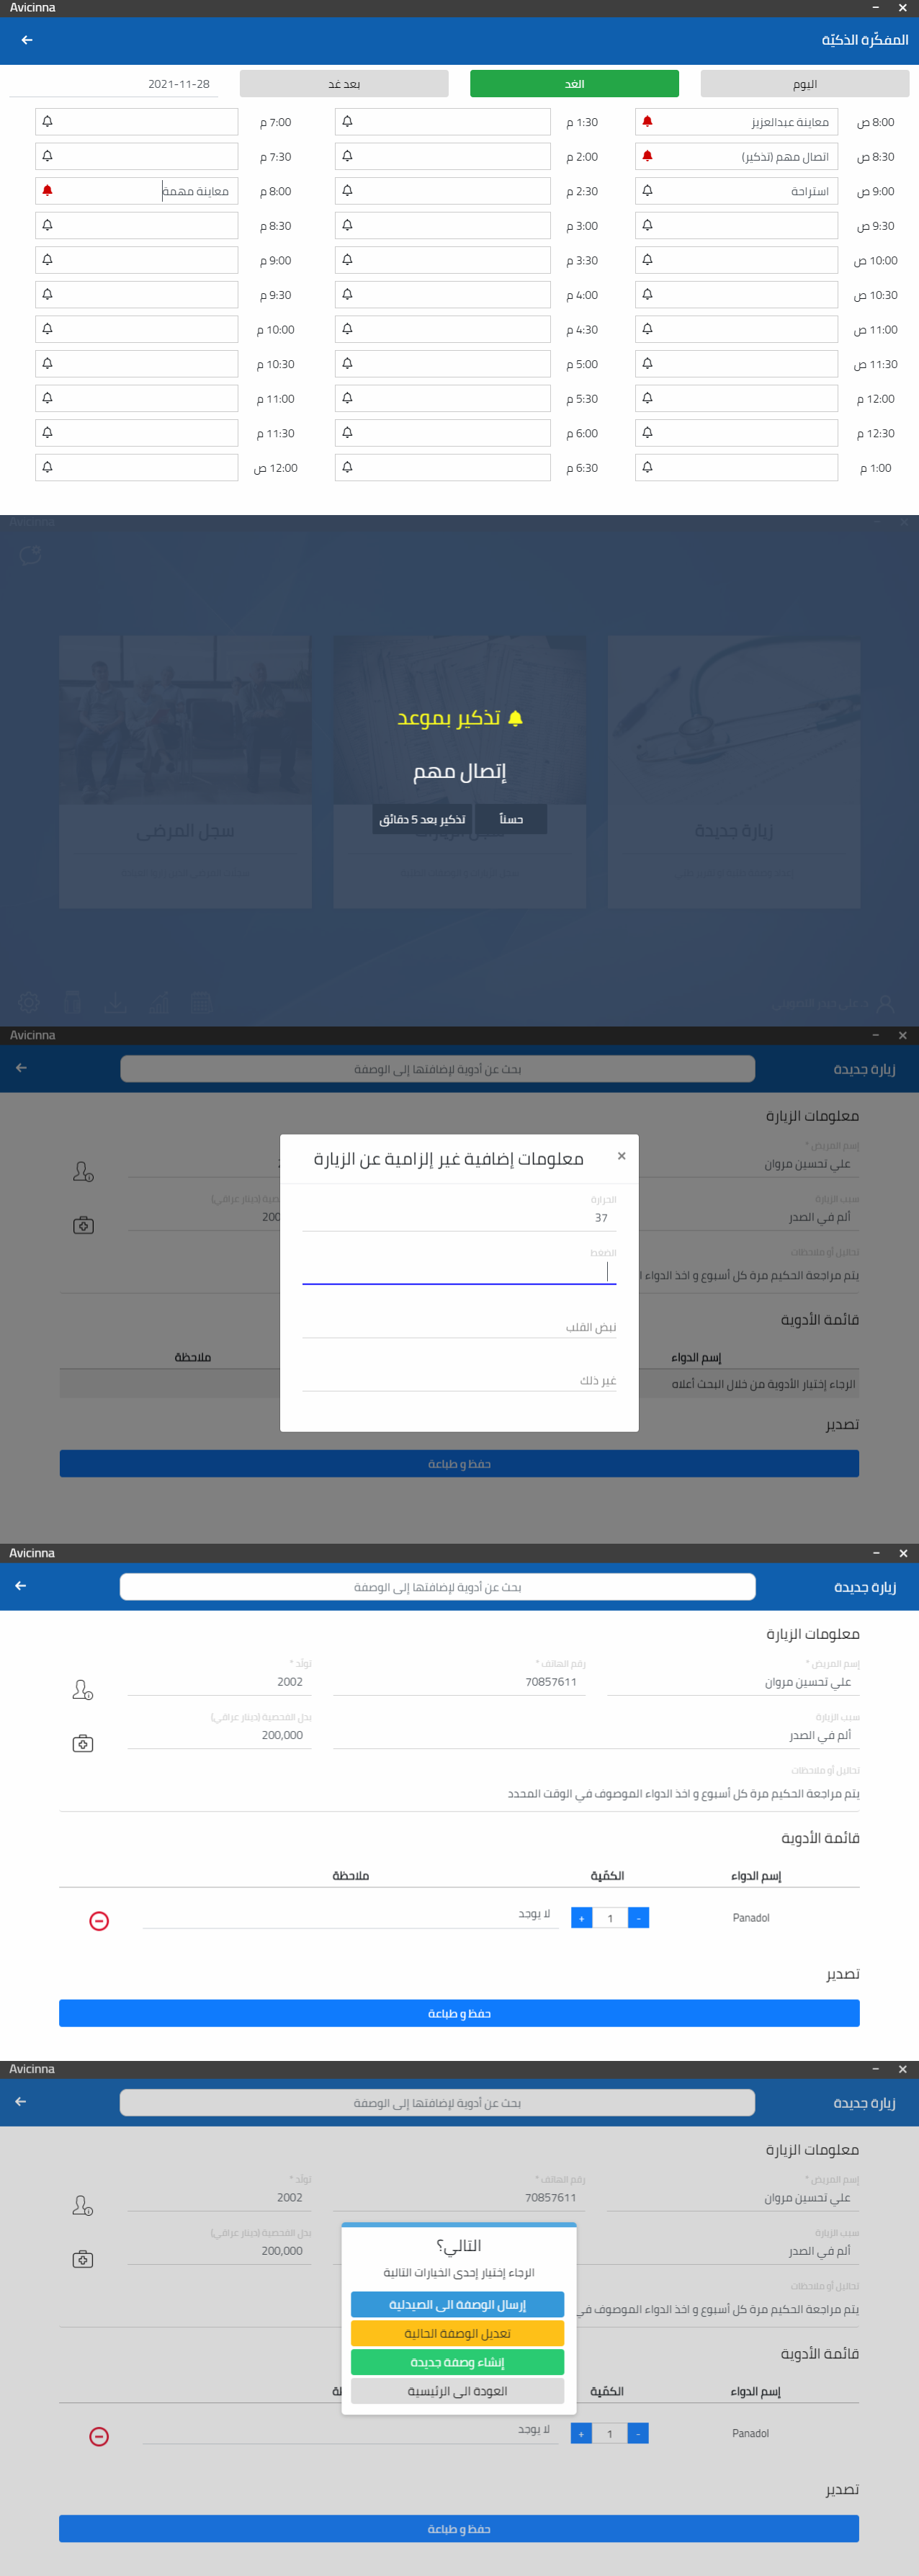 Avicinna
المفكّرة الذكيّة
اليوم
الغد
بعد غد
2021-11-28
8:00 ص معاينة عبدالعزيز
1:30 م
7:00 م
8:30 ص اتصال مهم (تذكير)
2:00 م
7:30 م
9:00 ص استراحة
2:30 م
8:00 م معاينة مهمة
9:30 ص
3:00 م
8:30 م
10:00 ص
3:30 م
9:00 م
10:30 ص
4:00 م
9:30 م
11:00 ص
4:30 م
10:00 م
11:30 ص
5:00 م
10:30 م
12:00 م
5:30 م
11:00 م
12:30 م
6:00 م
11:30 م
1:00 م
6:30 م
12:00 ص
Avicinna
تذكير بموعد
إتصال مهم
حسناً
تذكير بعد 5 دقائق
زيارة جديدة
سجل المرضى
Avicinna
زيارة جديدة
بحث عن أدوية لإضافتها إلى الوصفة
معلومات الزيارة
إسم المريض *
علي تحسين مروان
سبب الزيارة
ألم في الصدر
200
تحاليل أو ملاحظات
يتم مراجعة الحكيم مرة كل أسبوع و اخذ الدواء
قائمة الأدوية
إسم الدواء
ملاحظة
الرجاء إختيار الأدوية من خلال البحث أعلاه
تصدير
حفظ و طباعة
معلومات إضافية غير إلزامية عن الزيارة
×
الحرارة
37
الضغط
نبض القلب
غير ذلك
Avicinna
زيارة جديدة
بحث عن أدوية لإضافتها إلى الوصفة
معلومات الزيارة
إسم المريض *
رقم الهاتف *
تولّد *
علي تحسين مروان
70857611
2002
سبب الزيارة
بدل الفحصية (دينار عراقي)
ألم في الصدر
200,000
تحاليل أو ملاحظات
يتم مراجعة الحكيم مرة كل أسبوع و اخذ الدواء الموصوف في الوقت المحدد
قائمة الأدوية
إسم الدواء
الكمّية
ملاحظة
Panadol
- 1 +
لا يوجد
تصدير
حفظ و طباعة
Avicinna
زيارة جديدة
بحث عن أدوية لإضافتها إلى الوصفة
معلومات الزيارة
إسم المريض *
رقم الهاتف *
تولّد *
علي تحسين مروان
70857611
2002
سبب الزيارة
بدل الفحصية (دينار عراقي)
ألم في الصدر
200,000
تحاليل أو ملاحظات
يتم مراجعة الحكيم مرة كل أسبوع و اخذ الدواء الموصوف في
قائمة الأدوية
إسم الدواء
الكمّية
Panadol
- 1 +
لا يوجد
تصدير
حفظ و طباعة
التالي؟
الرجاء إختيار إحدى الخيارات التالية
إرسال الوصفة الى الصيدلية
تعديل الوصفة الحالية
إنشاء وصفة جديدة
العودة الى الرئيسية